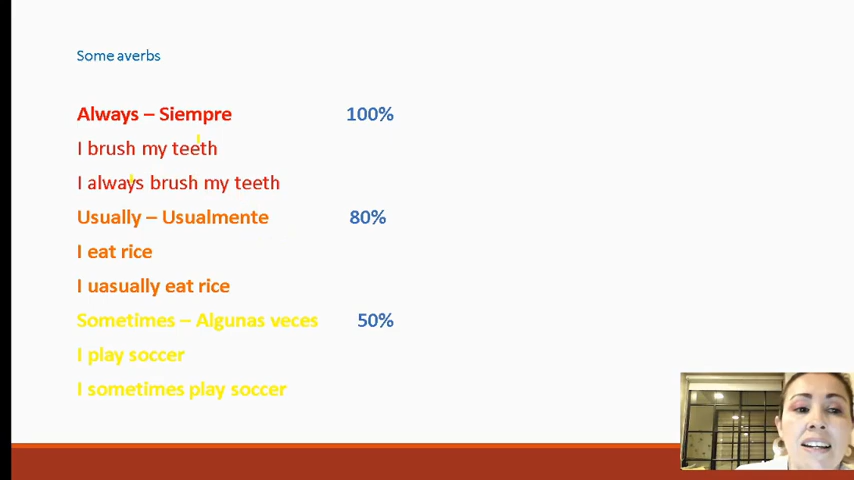 Some averbs
Always – Siempre 100%
I brush my teeth
I always brush my teeth
Usually – Usualmente 80%
I eat rice
I uasually eat rice
Sometimes – Algunas veces 50%
I play soccer
I sometimes play soccer